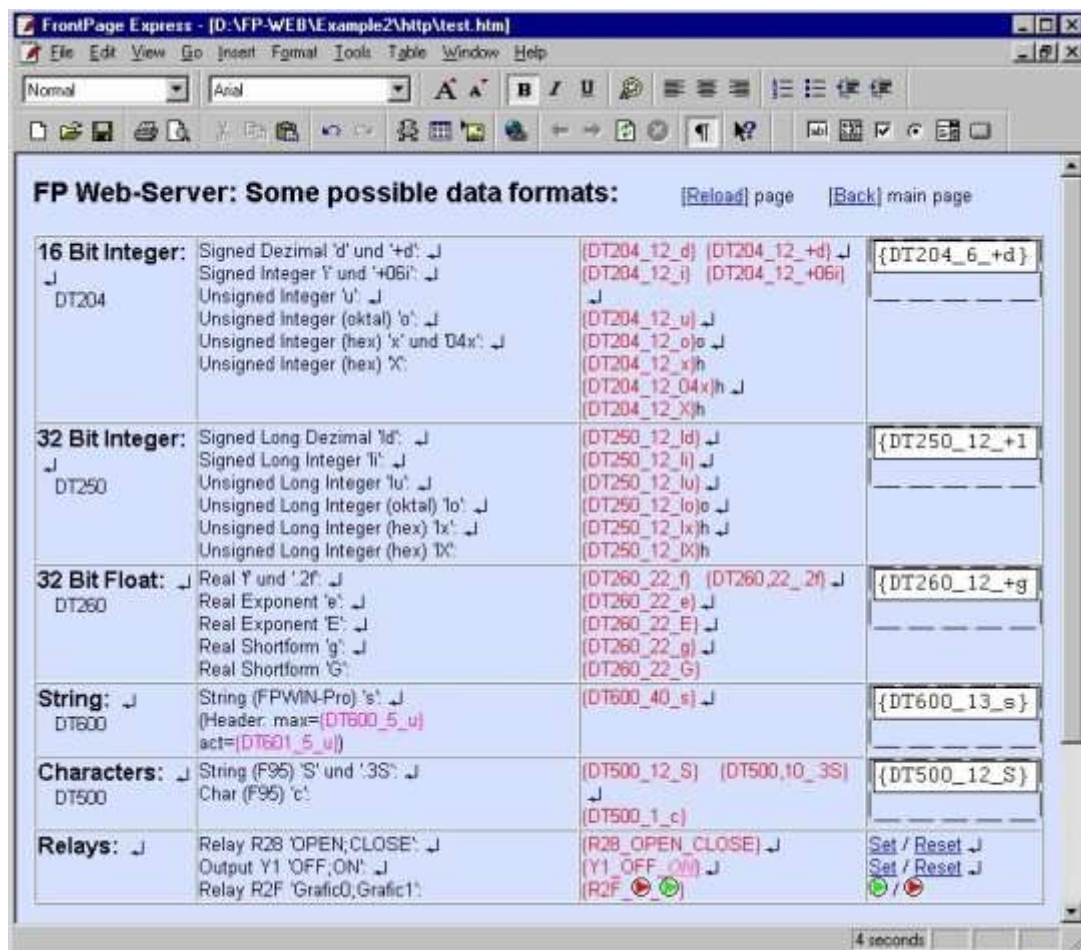 FrontPage Express - [D:\FP-WEB\Example2\http\test.htm]
File Edit View Go Insert Format Tools Table Window Help
Normal Arial
FP Web-Server: Some possible data formats: [Reload] page [Back] main page
16 Bit Integer:
DT204
Signed Dezimal 'd' und '+d':
Signed Integer 'i' und '+06i':
Unsigned Integer 'u':
Unsigned Integer (oktal) 'o':
Unsigned Integer (hex) 'x' und '04x':
Unsigned Integer (hex) 'X':
{DT204_12_d} {DT204_12_+d}
{DT204_12_i} {DT204_12_+06i}
{DT204_12_u}
{DT204_12_o}o
{DT204_12_x}h
{DT204_12_04x}h
{DT204_12_X}h
{DT204_6_+d}
32 Bit Integer:
DT250
Signed Long Dezimal 'ld':
Signed Long Integer 'li':
Unsigned Long Integer 'lu':
Unsigned Long Integer (oktal) 'lo':
Unsigned Long Integer (hex) 'lx':
Unsigned Long Integer (hex) 'lX':
{DT250_12_ld}
{DT250_12_li}
{DT250_12_lu}
{DT250_12_lo}o
{DT250_12_lx}h
{DT250_12_lX}h
{DT250_12_+l
32 Bit Float:
DT260
Real 'f' und '.2f':
Real Exponent 'e':
Real Exponent 'E':
Real Shortform 'g':
Real Shortform 'G':
{DT260_22_f} {DT260,22_.2f}
{DT260_22_e}
{DT260_22_E}
{DT260_22_g}
{DT260_22_G}
{DT260_12_+g
String:
DT600
String (FPWIN-Pro) 's':
(Header: max={DT600_5_u}
act={DT601_5_u})
{DT600_40_s}
{DT600_13_s}
Characters:
DT500
String (F95) 'S' und '.3S':
Char (F95) 'c':
{DT500_12_S} {DT500,10_.3S}
{DT500_1_c}
{DT500_12_S}
Relays:
Relay R28 'OPEN;CLOSE':
Output Y1 'OFF;ON':
Relay R2F 'Grafic0;Grafic1':
{R28_OPEN_CLOSE}
{Y1_OFF_ON}
{R2F_ _ }
Set / Reset
Set / Reset
/
4 seconds